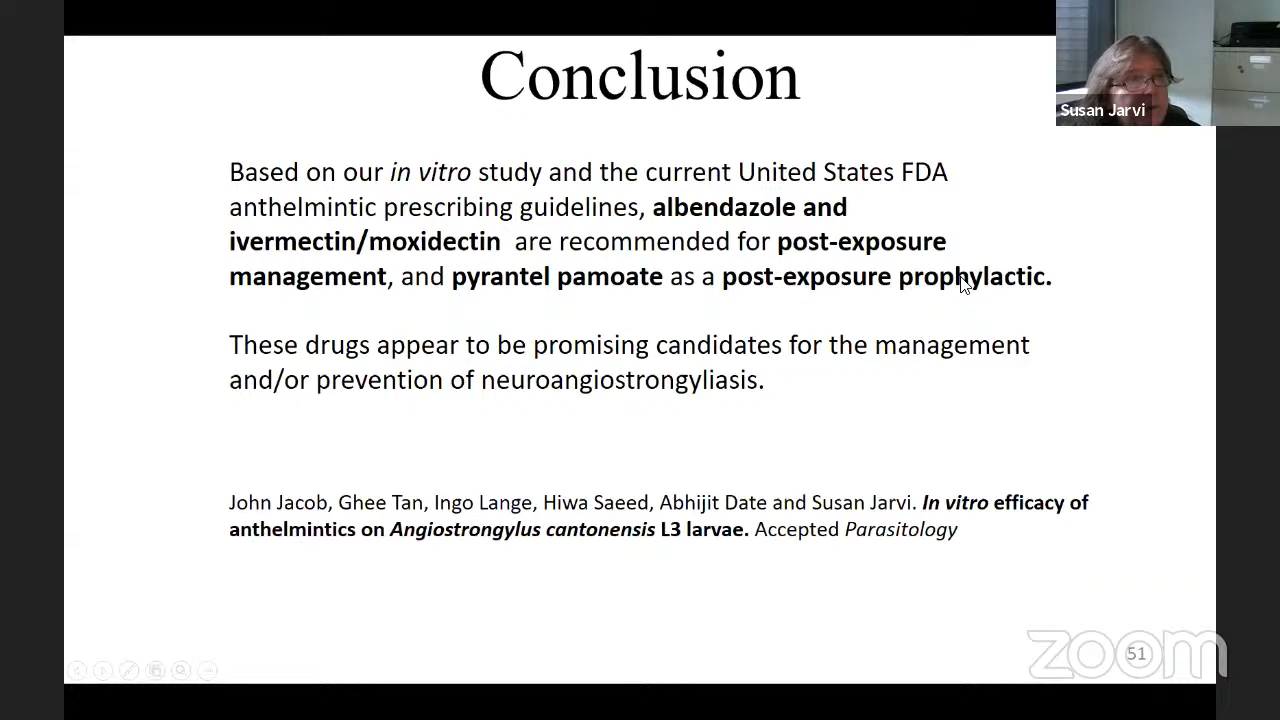 Conclusion
Susan Jarvi
Based on our in vitro study and the current United States FDA
anthelmintic prescribing guidelines, albendazole and
ivermectin/moxidectin are recommended for post-exposure
management, and pyrantel pamoate as a post-exposure prophylactic.
These drugs appear to be promising candidates for the management
and/or prevention of neuroangiostrongyliasis.
John Jacob, Ghee Tan, Ingo Lange, Hiwa Saeed, Abhijit Date and Susan Jarvi. In vitro efficacy of
anthelmintics on Angiostrongylus cantonensis L3 larvae. Accepted Parasitology
zoom
51